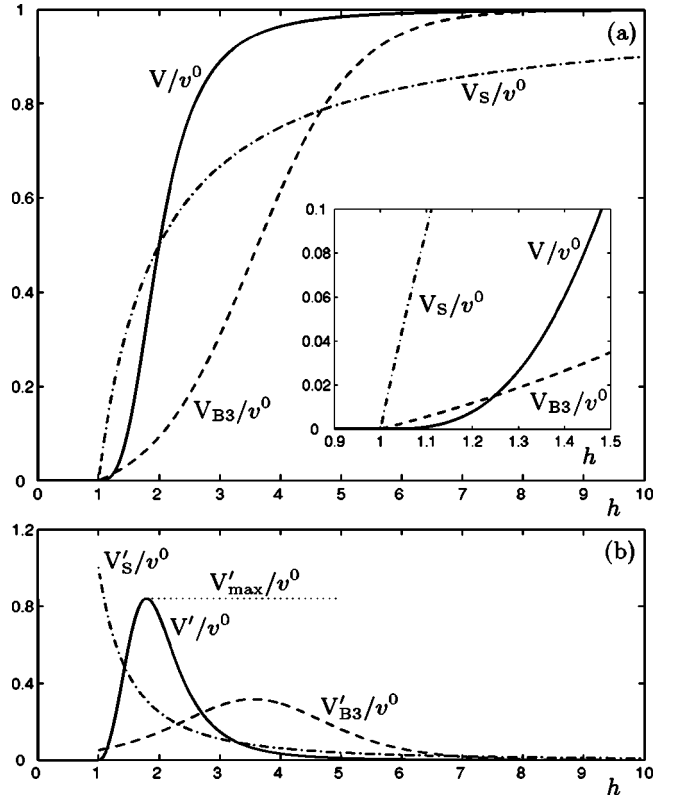 1
(a)
V/v⁰
V_S/v⁰
0.8
0.6
0.4
0.2
0
V_B3/v⁰
0.1
0.08
0.06
0.04
0.02
0
V/v⁰
V_S/v⁰
V_B3/v⁰
0.9 1 1.1 1.2 1.3 1.4 1.5
h
0 1 2 3 4 5 6 7 8 9 10
h
1.2
(b)
V′_S/v⁰
V′_max/v⁰
V′/v⁰
0.8
V′_B3/v⁰
0.4
0
0 1 2 3 4 5 6 7 8 9 10
h